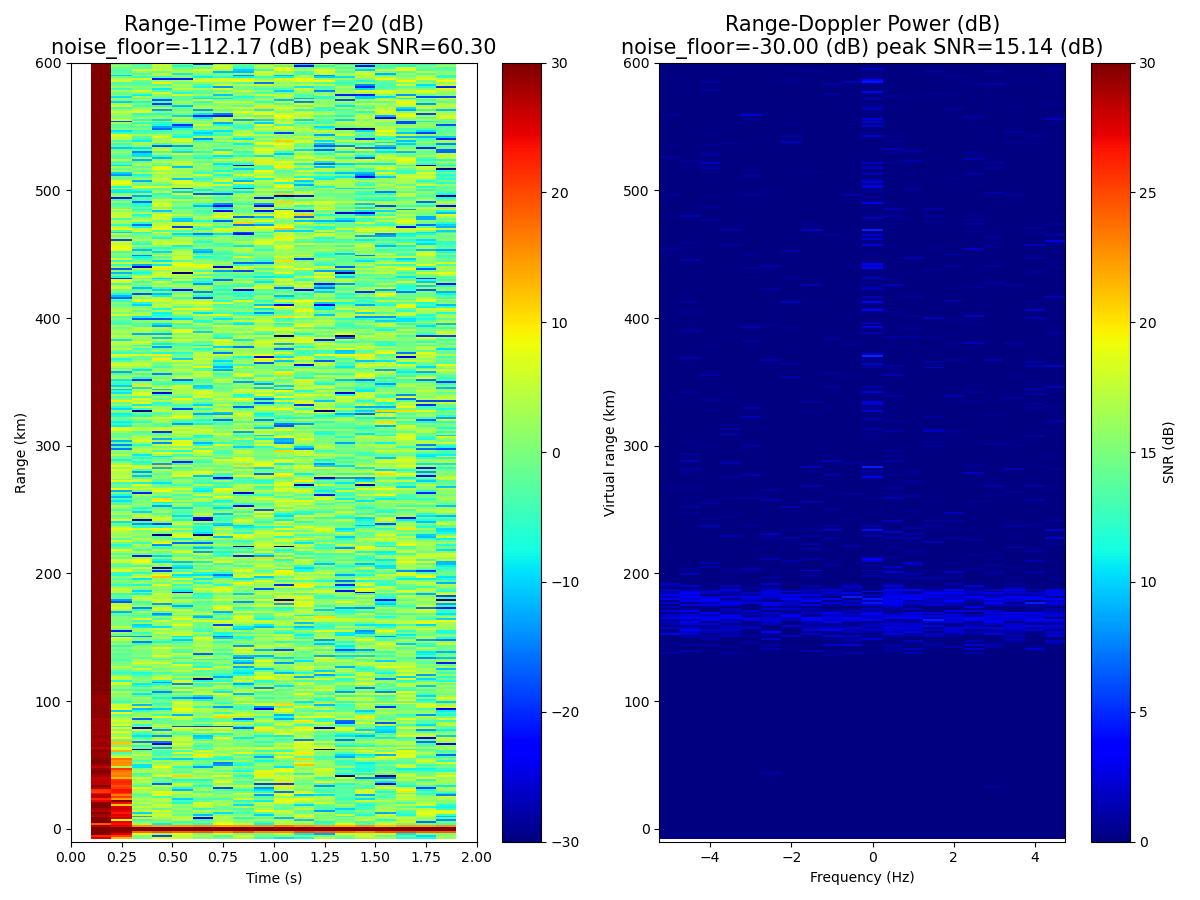 Range-Time Power f=20 (dB)
noise_floor=-112.17 (dB) peak SNR=60.30
600
500
400
300
200
100
0
Range (km)
0.00 0.25 0.50 0.75 1.00 1.25 1.50 1.75 2.00
Time (s)
30
20
10
0
−10
−20
−30
Range-Doppler Power (dB)
noise_floor=-30.00 (dB) peak SNR=15.14 (dB)
600
500
400
300
200
100
0
Virtual range (km)
−4 −2 0 2 4
Frequency (Hz)
30
25
20
15
10
5
0
SNR (dB)